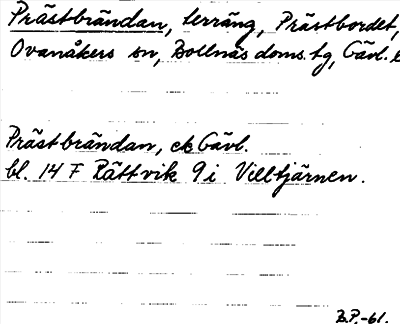 Prästbrändan, terräng, Prästbordet,
Ovanåkers sn, Bollnäs doms.tg, Gävl. l
Prästbrändan, ek Gävl.
bl. 14 F Rättvik 9 i Villtjärnen.
B.P.-61.